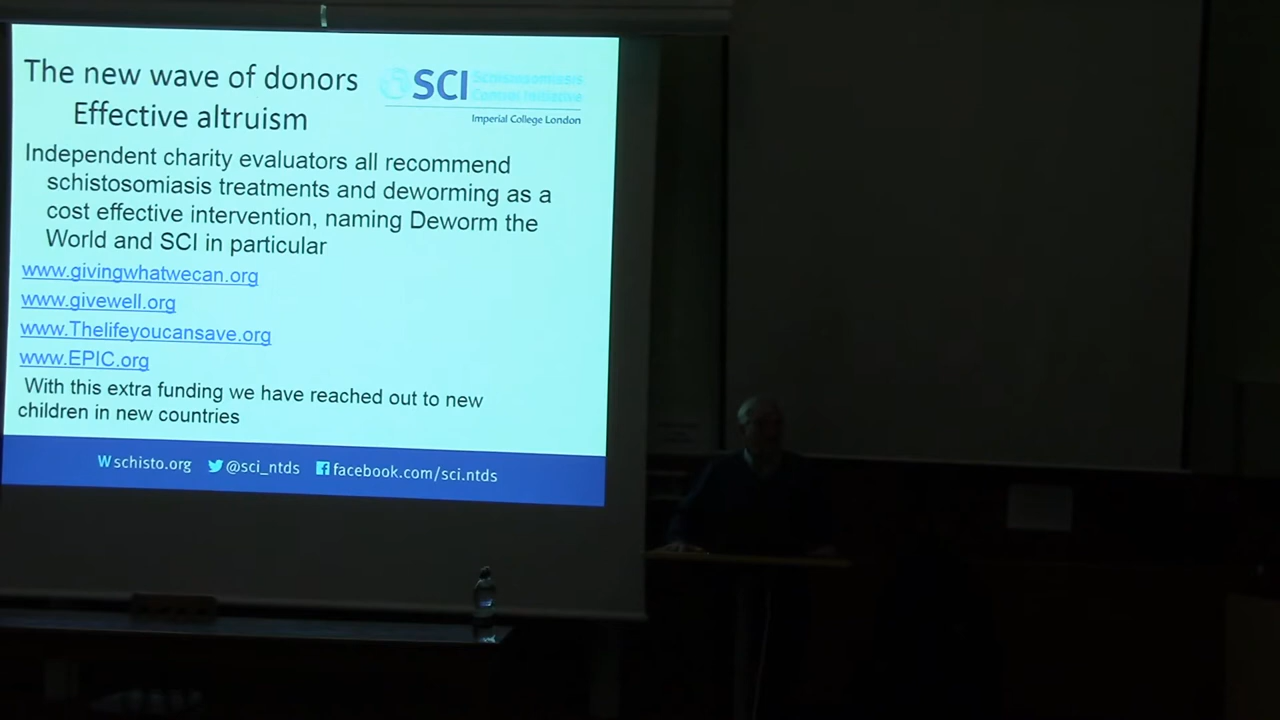 The new wave of donors
Effective altruism
SCI Schistosomiasis
Control Initiative
Imperial College London
Independent charity evaluators all recommend
schistosomiasis treatments and deworming as a
cost effective intervention, naming Deworm the
World and SCI in particular
www.givingwhatwecan.org
www.givewell.org
www.Thelifeyoucansave.org
www.EPIC.org
With this extra funding we have reached out to new
children in new countries
W schisto.org @sci_ntds facebook.com/sci.ntds